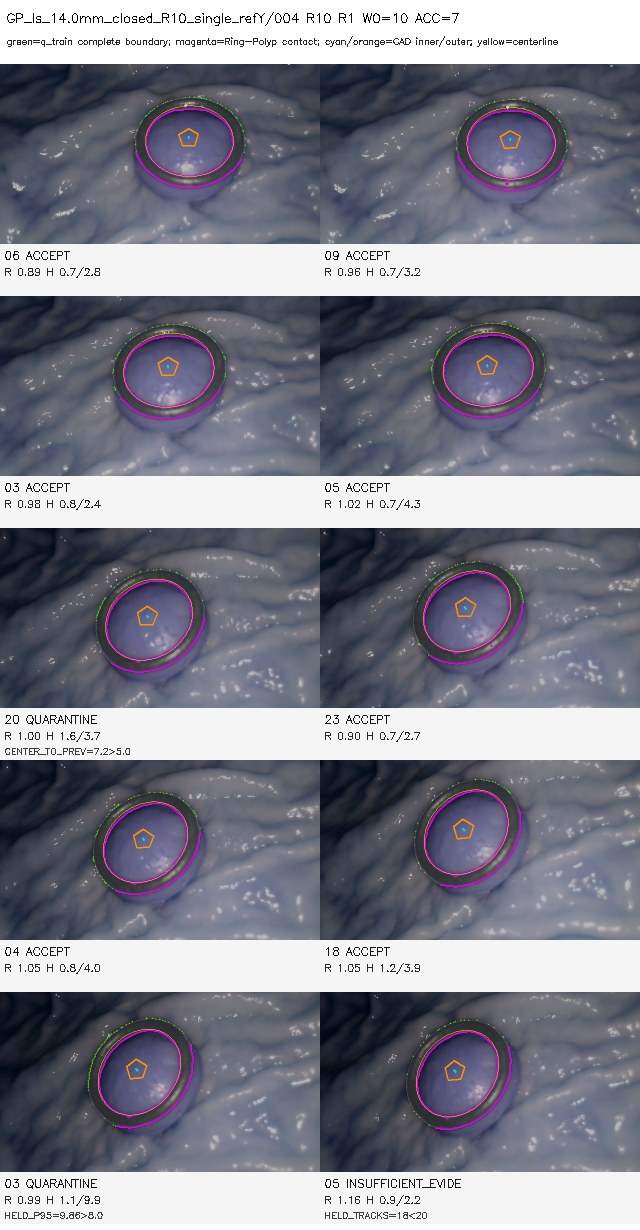 GP_Is_14.0mm_closed_R10_single_refY/004 R10 R1 WO=10 ACC=7
green=q_train complete boundary; magenta=Ring-Polyp contact; cyan/orange=CAD inner/outer; yellow=centerline
06 ACCEPT
R 0.89 H 0.7/2.8
09 ACCEPT
R 0.96 H 0.7/3.2
03 ACCEPT
R 0.98 H 0.8/2.4
05 ACCEPT
R 1.02 H 0.7/4.3
20 QUARANTINE
R 1.00 H 1.6/3.7
CENTER_TO_PREV=7.2>5.0
23 ACCEPT
R 0.90 H 0.7/2.7
04 ACCEPT
R 1.05 H 0.8/4.0
18 ACCEPT
R 1.05 H 1.2/3.9
03 QUARANTINE
R 0.99 H 1.1/9.9
HELD_P95=9.86>8.0
05 INSUFFICIENT_EVIDE
R 1.16 H 0.9/2.2
HELD_TRACKS=18<20